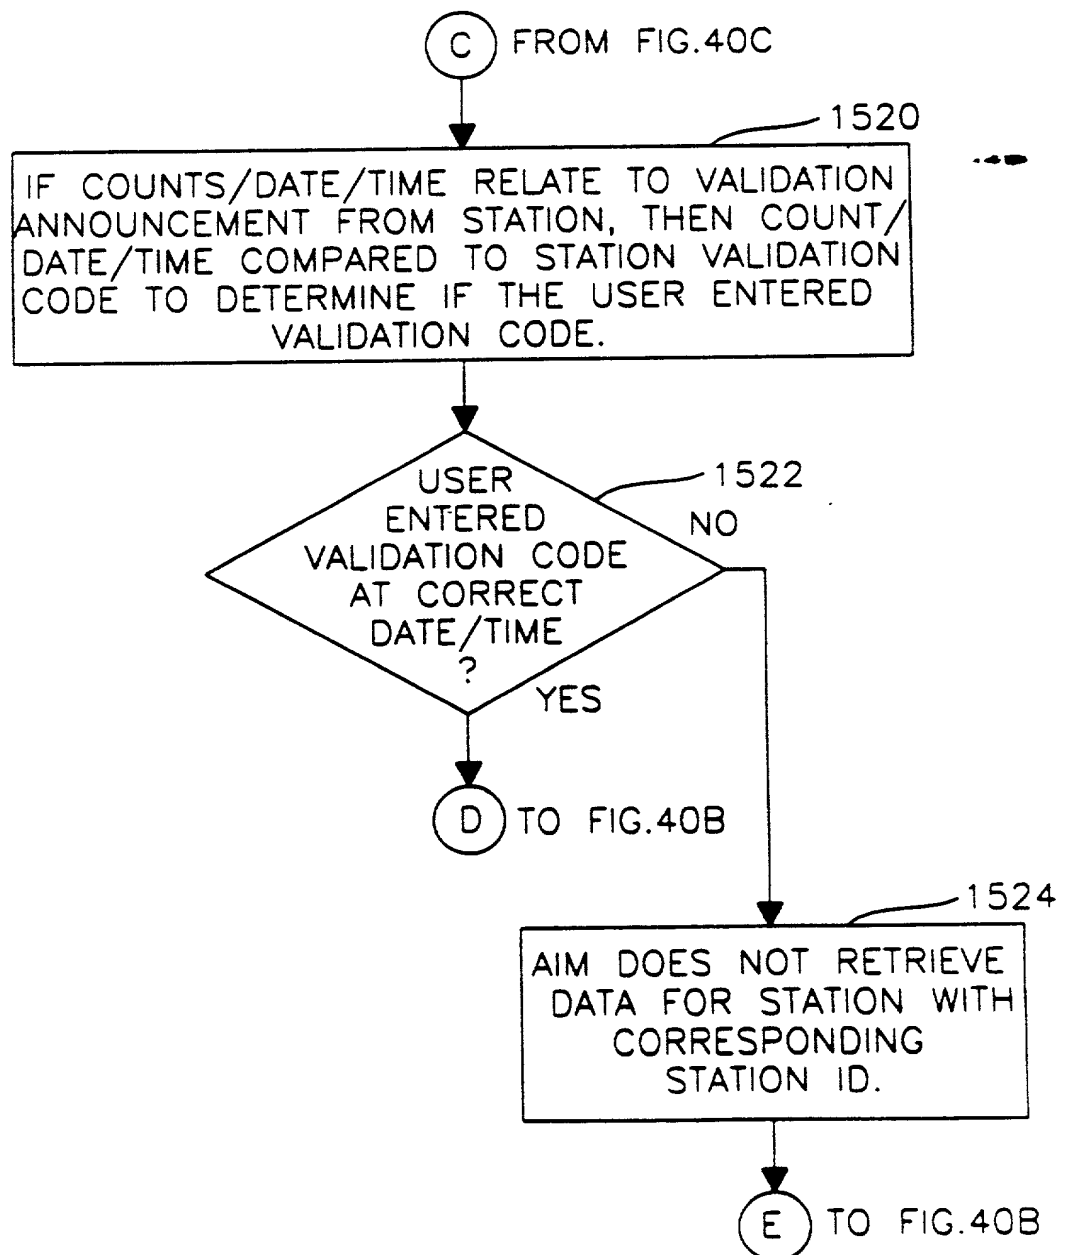 C FROM FIG.40C
1520
IF COUNTS/DATE/TIME RELATE TO VALIDATION
ANNOUNCEMENT FROM STATION, THEN COUNT/
DATE/TIME COMPARED TO STATION VALIDATION
CODE TO DETERMINE IF THE USER ENTERED
VALIDATION CODE.
1522
USER
ENTERED
VALIDATION CODE
AT CORRECT
DATE/TIME
?
NO
YES
D TO FIG.40B
1524
AIM DOES NOT RETRIEVE
DATA FOR STATION WITH
CORRESPONDING
STATION ID.
E TO FIG.40B